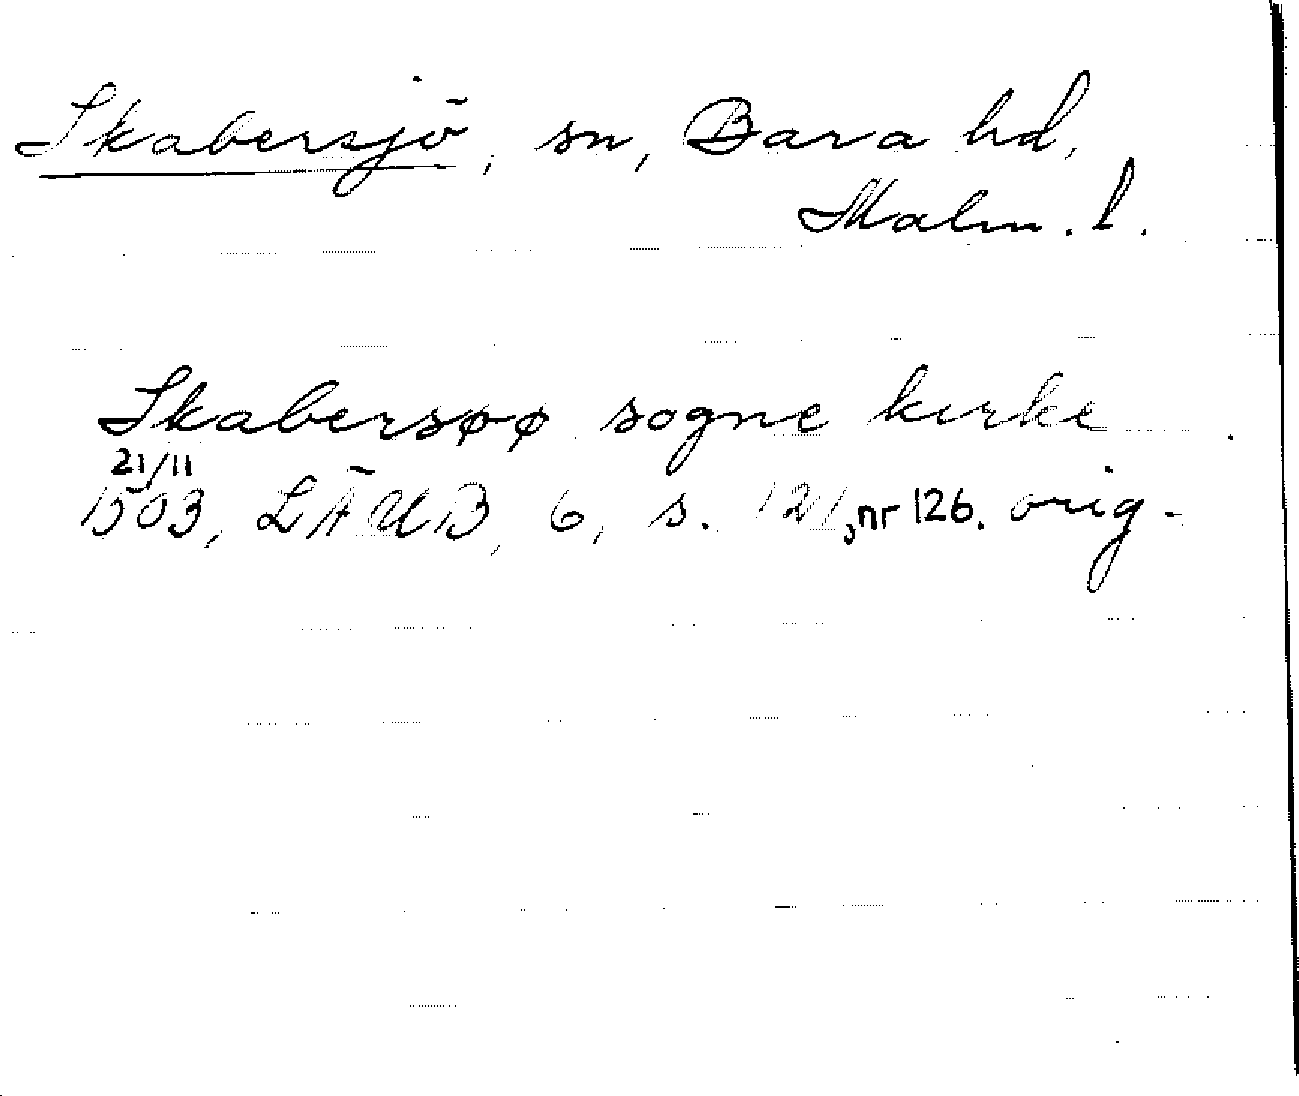 Skabersjö, sn, Bara hd,
Malm. l.
Skabersøø sogne kirke
21/11
1503, LÄUB, 6, s. 121, nr 126. orig.